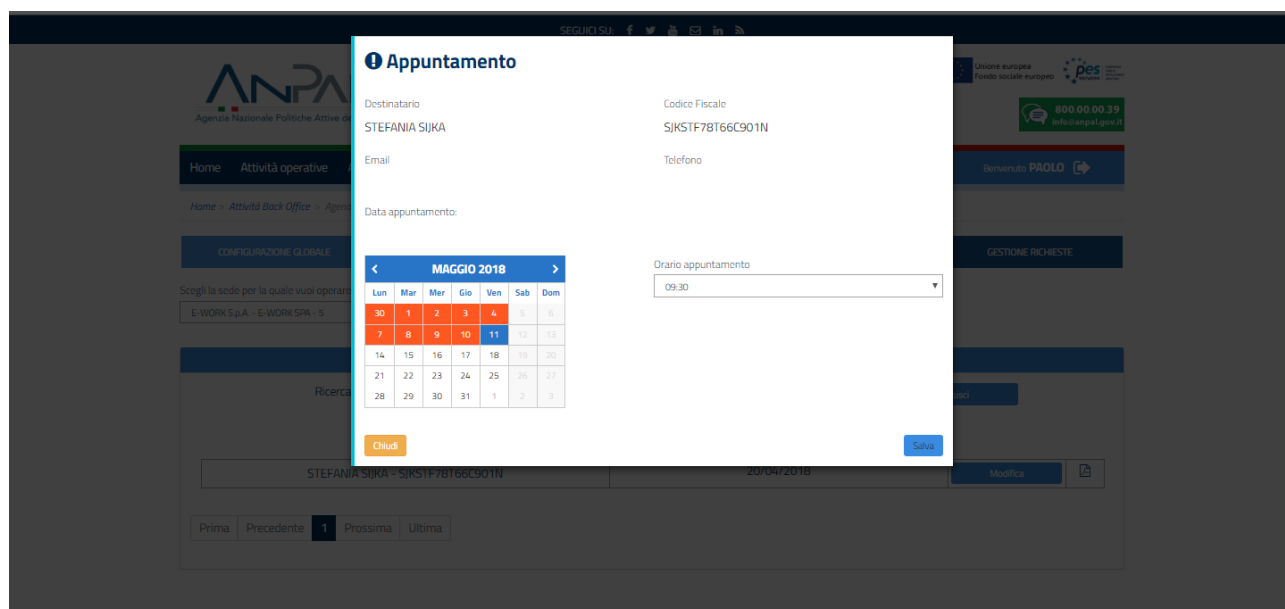 SEGUICI SU:
Appuntamento
Destinatario
Codice Fiscale
STEFANIA SIJKA
SJKSTF78T66C901N
Email
Telefono
Data appuntamento:
MAGGIO 2018
Lun Mar Mer Gio Ven Sab Dom
30 1 2 3 4 5 6
7 8 9 10 11 12 13
14 15 16 17 18 19 20
21 22 23 24 25 26 27
28 29 30 31 1 2 3
Orario appuntamento
09:30
Chiudi
Salva
ANPA
Agenzia Nazionale Politiche Attive
Unione europea
Fondo sociale europeo
pes
800.00.00.39
info@anpal.gov.it
Home Attività operative
Benvenuto PAOLO
Home > Attività Back Office >
CONFIGURAZIONE GLOBALE
GESTIONE RICHIESTE
Scegli la sede per la quale vuoi operare
E-WORK S.p.A. - E-WORK SPA - S
Ricerca
STEFANIA SIJKA - SJKSTF78T66C901N
20/04/2018
Modifica
Prima Precedente 1 Prossima Ultima